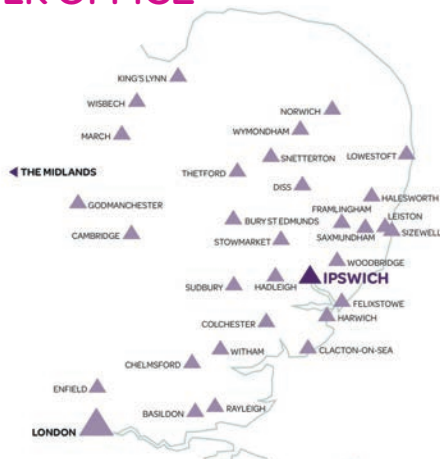 KING'S LYNN
WISBECH
NORWICH
MARCH
WYMONDHAM
SNETTERTON
LOWESTOFT
THE MIDLANDS
THETFORD
DISS
HALESWORTH
GODMANCHESTER
FRAMLINGHAM
BURY ST EDMUNDS
LEISTON
CAMBRIDGE
STOWMARKET
SAXMUNDHAM
SIZEWELL
WOODBRIDGE
IPSWICH
SUDBURY
HADLEIGH
FELIXSTOWE
HARWICH
COLCHESTER
WITHAM
CLACTON-ON-SEA
CHELMSFORD
ENFIELD
BASILDON
RAYLEIGH
LONDON